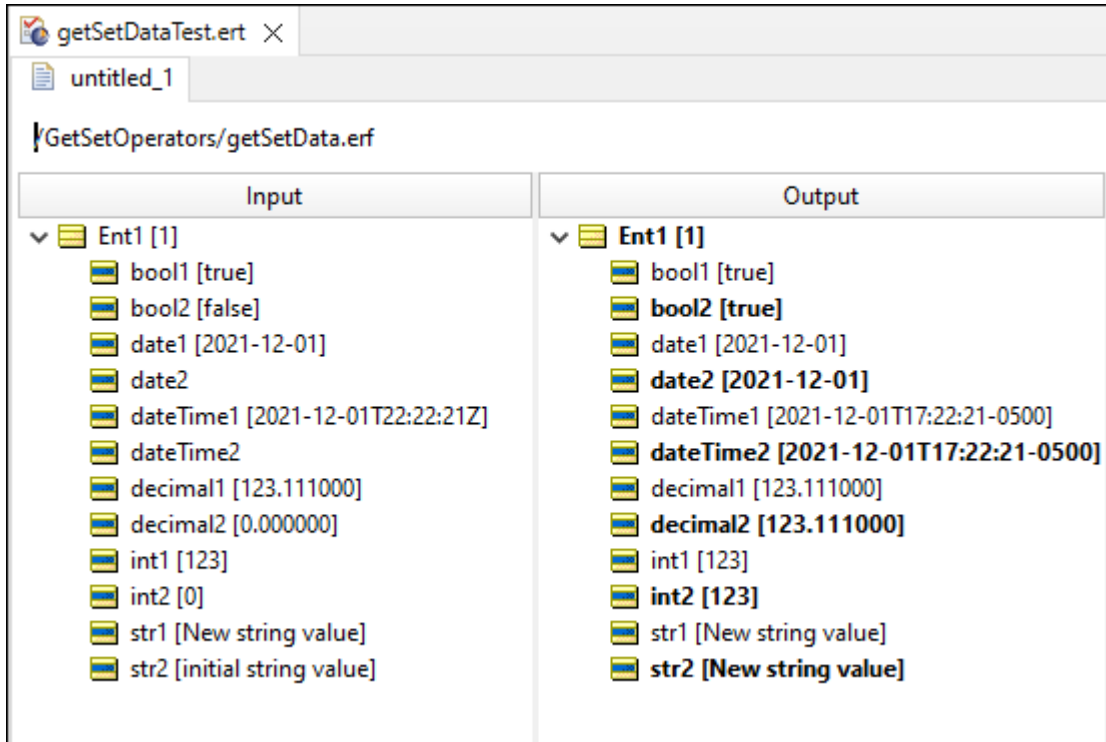 getSetDataTest.ert
untitled_1
/GetSetOperators/getSetData.erf
Input
Ent1 [1]
bool1 [true]
bool2 [false]
date1 [2021-12-01]
date2
dateTime1 [2021-12-01T22:22:21Z]
dateTime2
decimal1 [123.111000]
decimal2 [0.000000]
int1 [123]
int2 [0]
str1 [New string value]
str2 [initial string value]
Output
Ent1 [1]
bool1 [true]
bool2 [true]
date1 [2021-12-01]
date2 [2021-12-01]
dateTime1 [2021-12-01T17:22:21-0500]
dateTime2 [2021-12-01T17:22:21-0500]
decimal1 [123.111000]
decimal2 [123.111000]
int1 [123]
int2 [123]
str1 [New string value]
str2 [New string value]